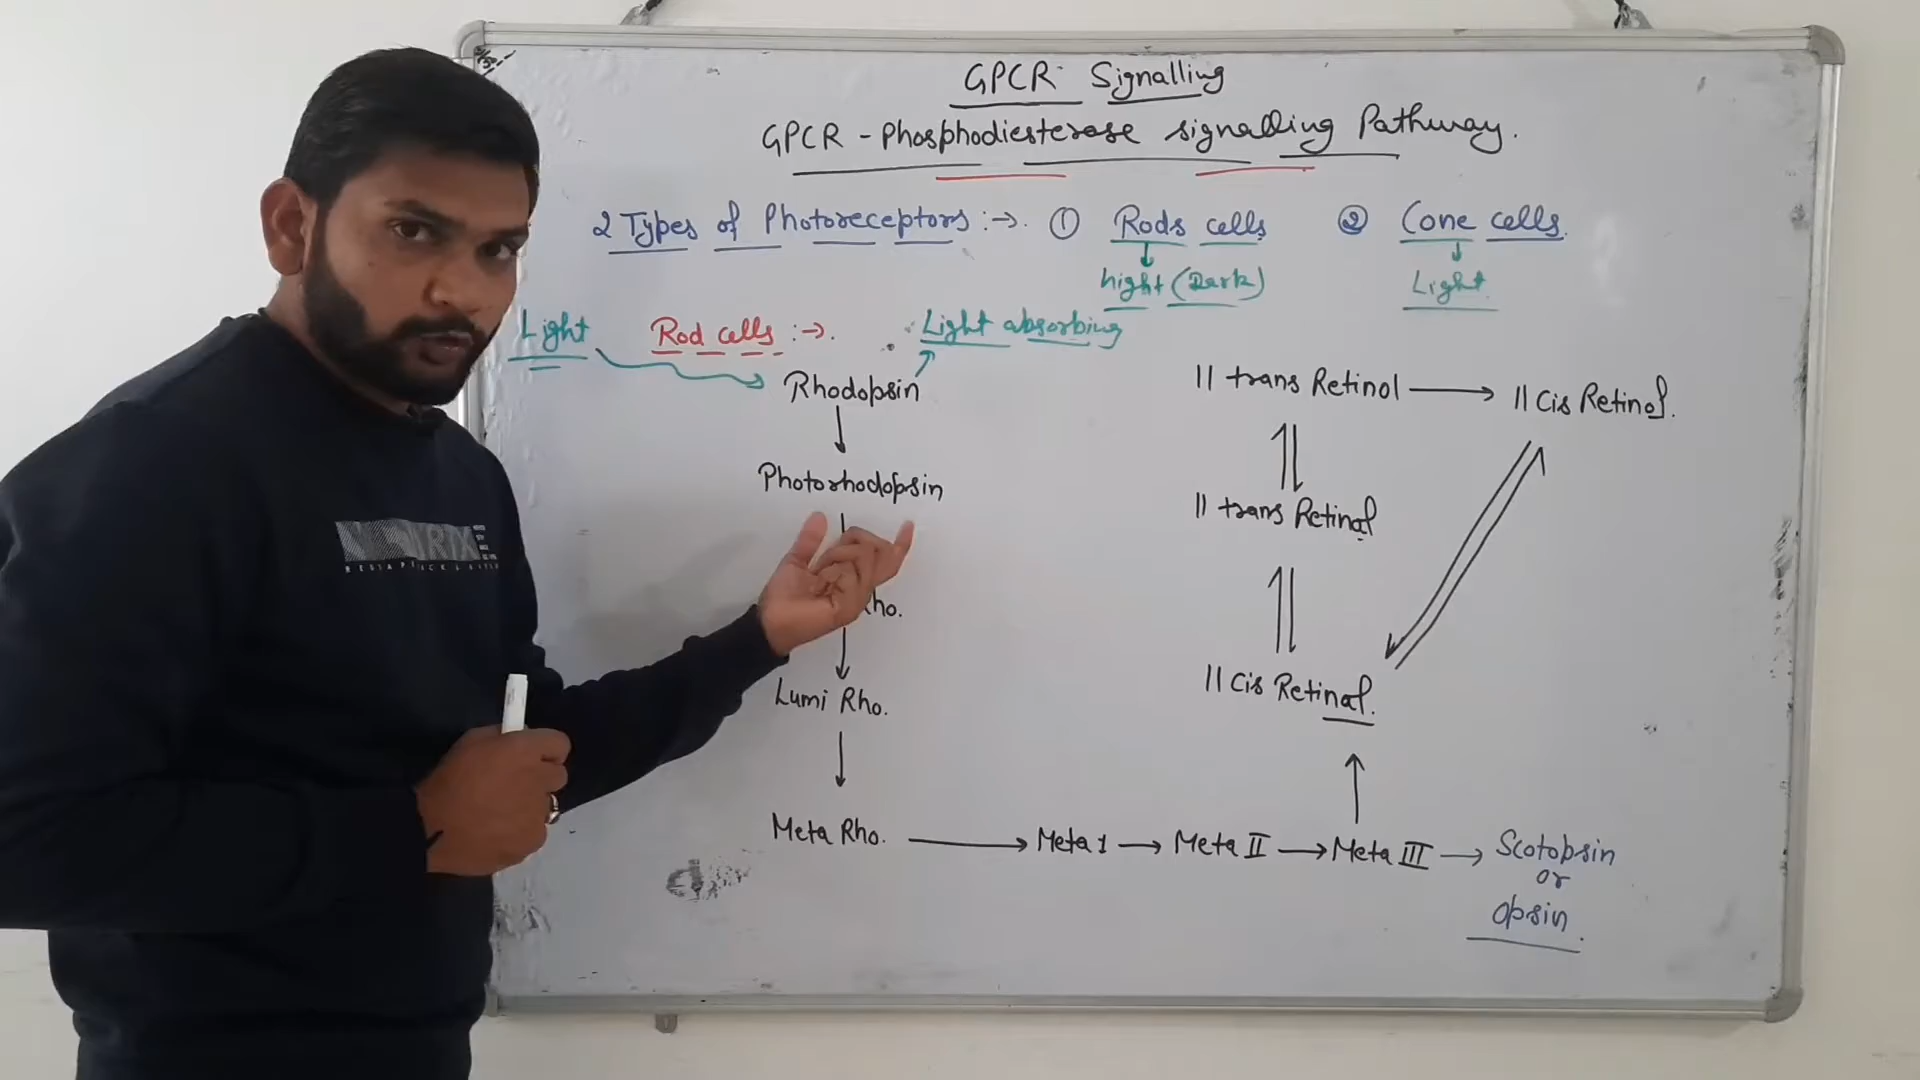 GPCR Signalling
GPCR - Phosphodiesterase signalling Pathway.
2 Types of Photoreceptors :→. ① Rods cells ② Cone cells.
night (Dark) Light
Light Rod cells :→. Light absorbing
Rhodopsin
Photorhodopsin
Rho.
Lumi Rho.
Meta Rho. → Meta I → Meta II → Meta III → Scotopsin
or
opsin.
11 trans Retinol → 11 Cis Retinol.
11 trans Retinal
11 Cis Retinal.